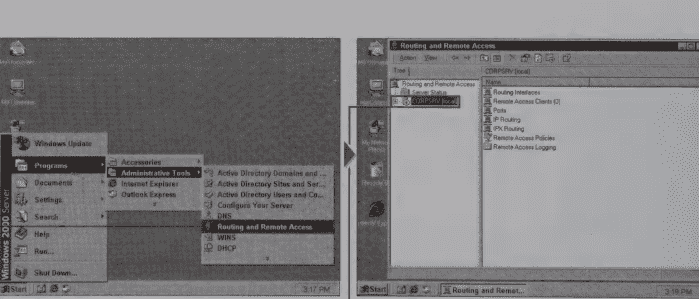 Windows 2000 Server
Windows Update
Programs
Documents
Settings
Search
Help
Run...
Shut Down...
Accessories
Administrative Tools
Internet Explorer
Outlook Express
Active Directory Domains and ...
Active Directory Sites and Ser...
Active Directory Users and Co...
Configure Your Server
DNS
Routing and Remote Access
WINS
DHCP
Start
3:17 PM
Routing and Remote Access
Action View
Tree
Routing and Remote Access
Server Status
CORPSRV (local)
CORPSRV (local)
Name
Routing Interfaces
Remote Access Clients (2)
Ports
IP Routing
IPX Routing
Remote Access Policies
Remote Access Logging
Start
Routing and Remot...
3:18 PM